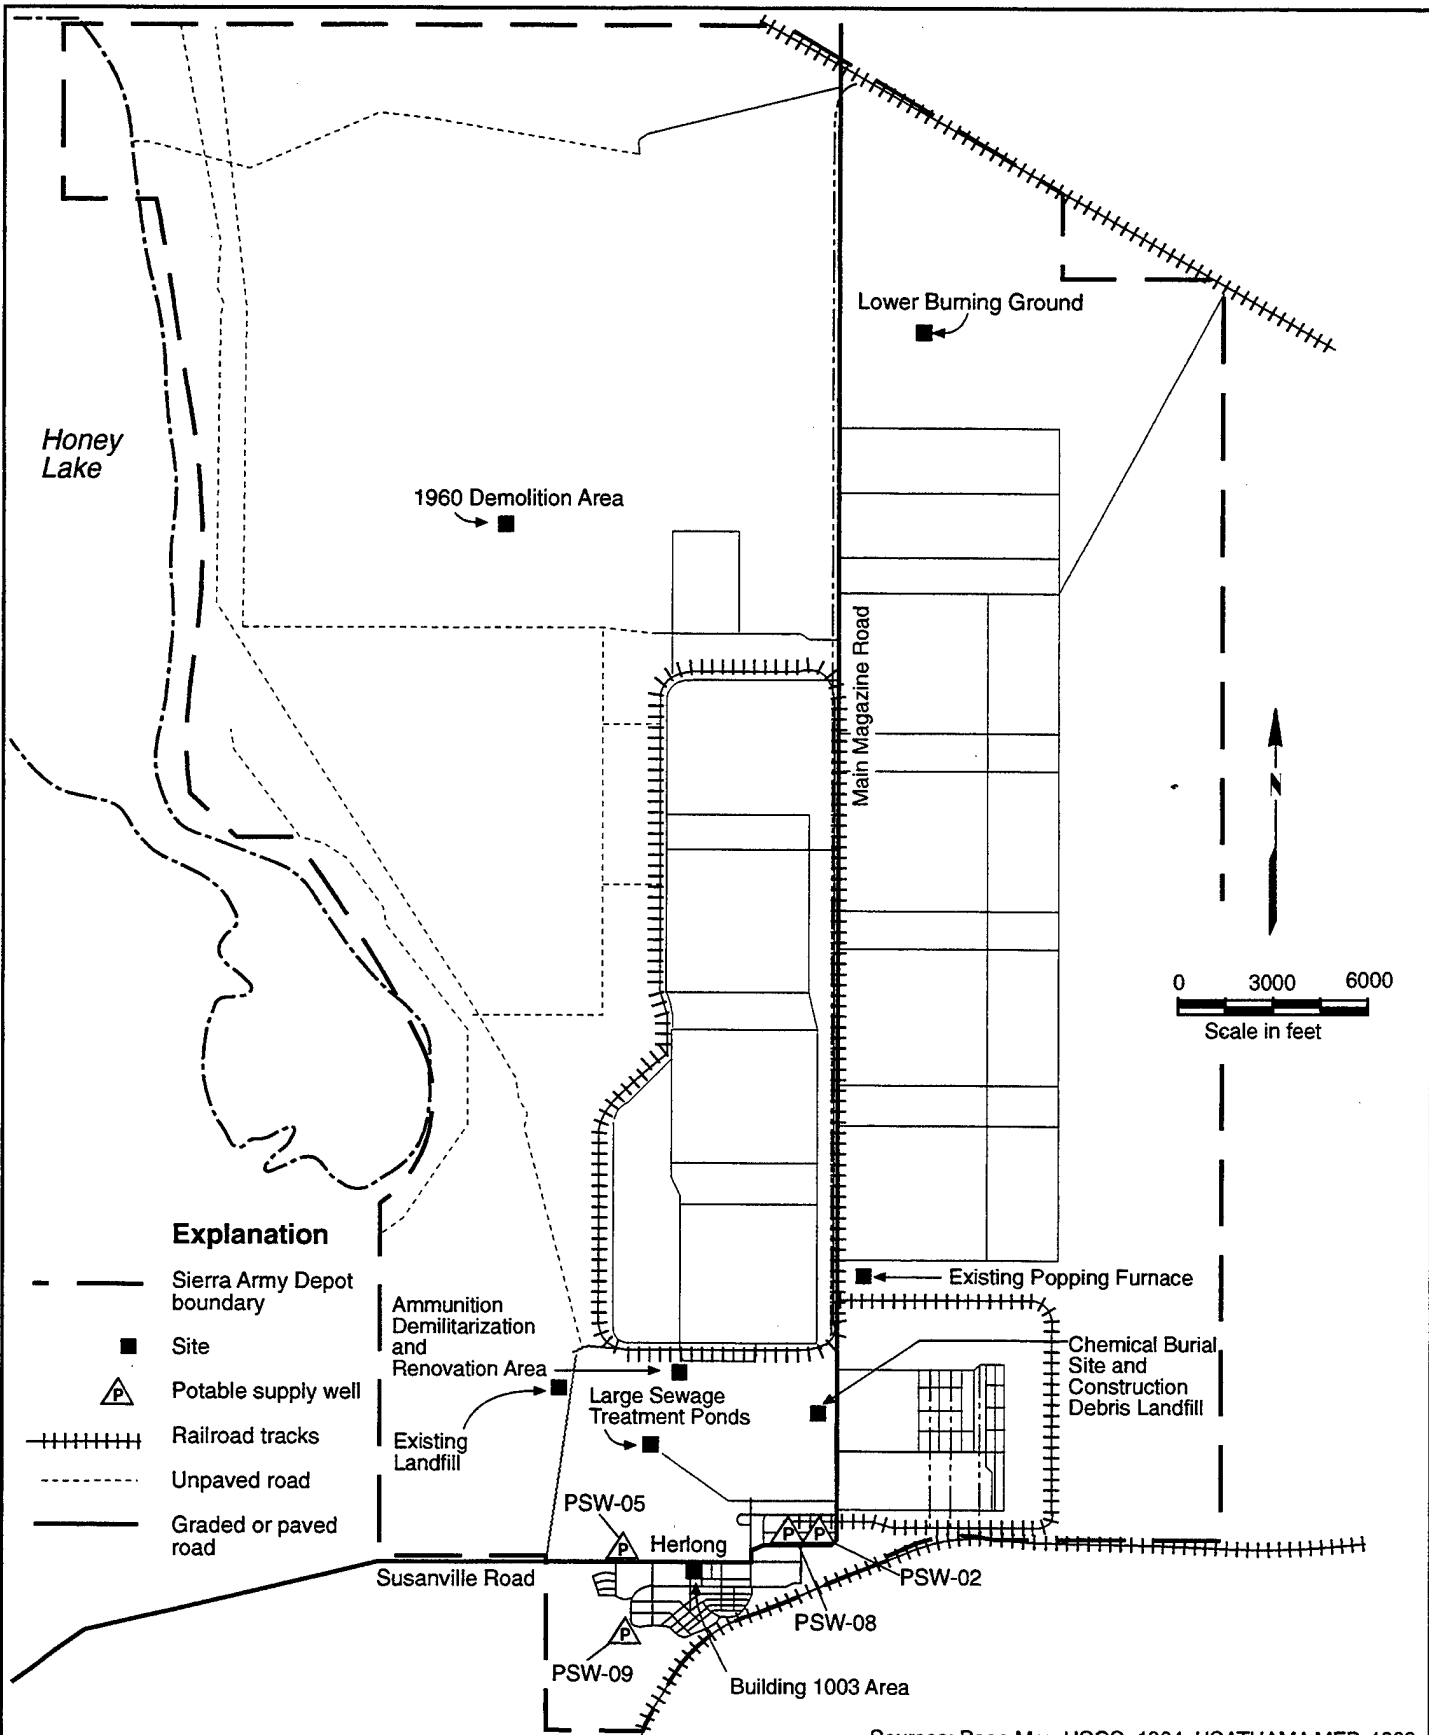 Lower Burning Ground
Honey
Lake
1960 Demolition Area
Main Magazine Road
N
0 3000 6000
Scale in feet
Explanation
Sierra Army Depot
boundary
Site
P
Potable supply well
Railroad tracks
Unpaved road
Graded or paved
road
Existing Popping Furnace
Ammunition
Demilitarization
and
Renovation Area
Chemical Burial
Site and
Construction
Debris Landfill
Large Sewage
Treatment Ponds
Existing
Landfill
PSW-05
P
Herlong
P
P
Susanville Road
PSW-02
PSW-08
P
PSW-09
Building 1003 Area